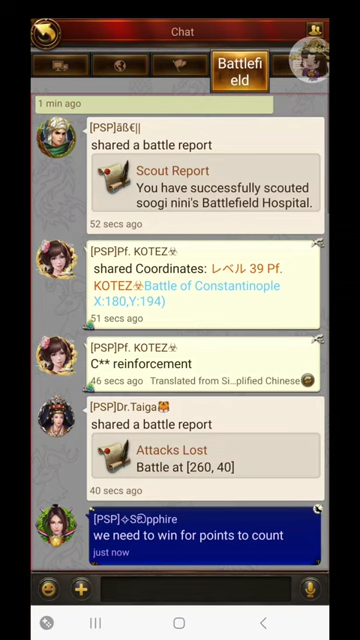 Chat
Battlefi
eld
1 min ago
[PSP]äß€||
shared a battle report
Scout Report
You have successfully scouted
soogi nini's Battlefield Hospital.
52 secs ago
[PSP]Pf. KOTEZ☣
shared Coordinates: レベル 39 Pf.
KOTEZ☣Battle of Constantinople
X:180,Y:194)
51 secs ago
[PSP]Pf. KOTEZ☣
C** reinforcement
46 secs ago Translated from Si...plified Chinese
[PSP]Dr.Taiga🐯
shared a battle report
Attacks Lost
Battle at [260, 40]
40 secs ago
we need to win for points to count
just now